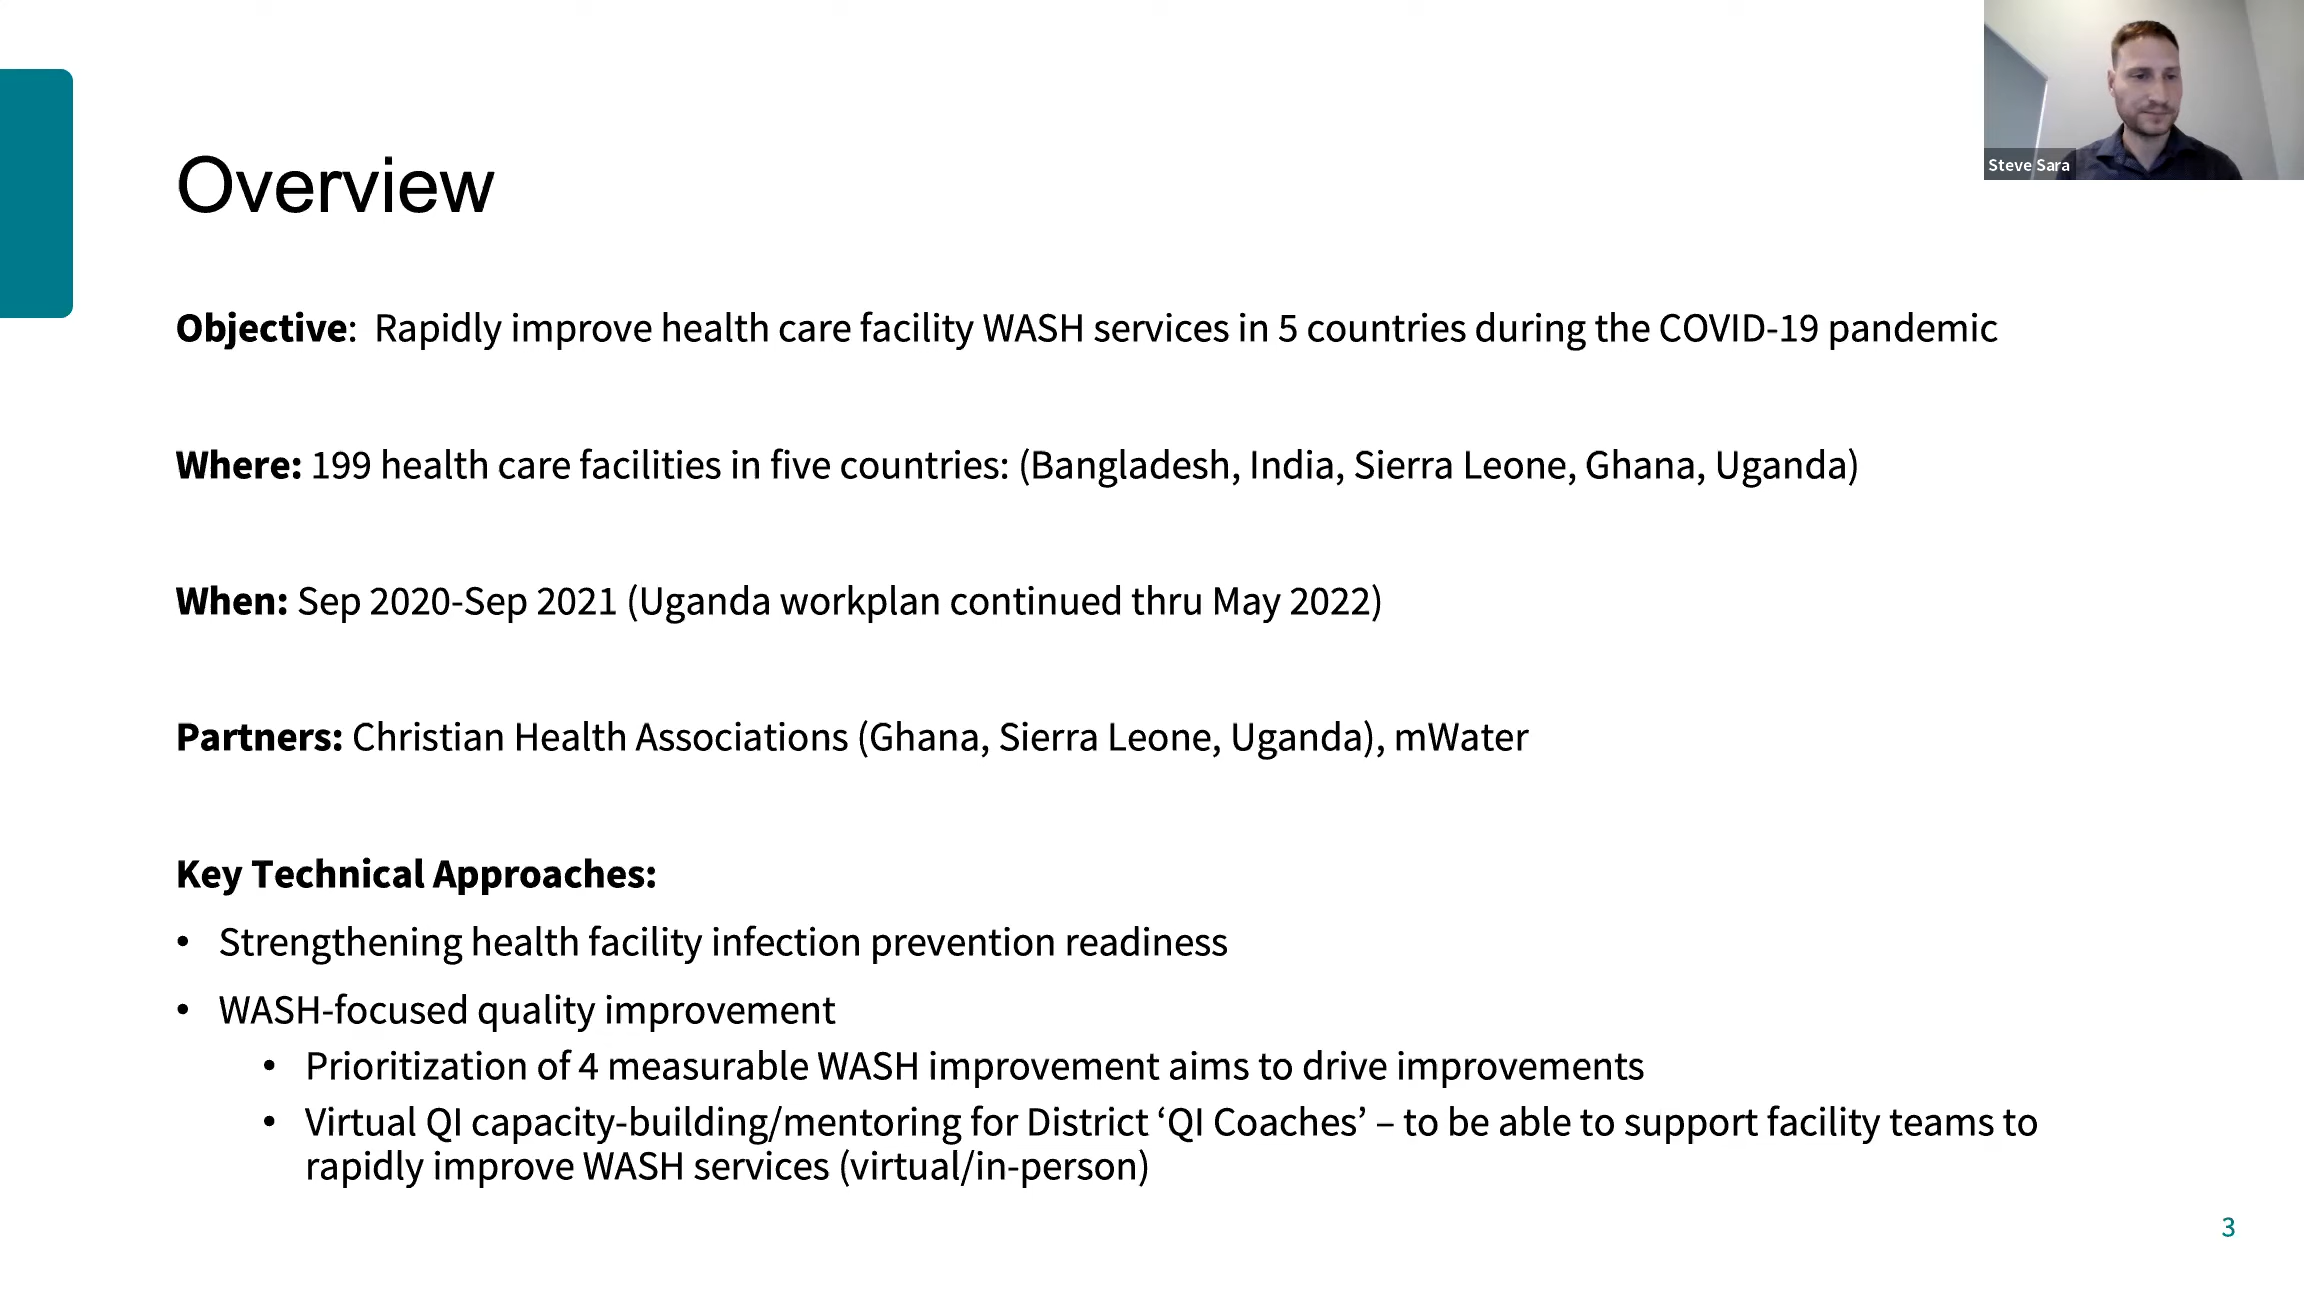 Steve Sara
Overview
Objective:  Rapidly improve health care facility WASH services in 5 countries during the COVID-19 pandemic
Where: 199 health care facilities in five countries: (Bangladesh, India, Sierra Leone, Ghana, Uganda)
When: Sep 2020-Sep 2021 (Uganda workplan continued thru May 2022)
Partners: Christian Health Associations (Ghana, Sierra Leone, Uganda), mWater
Key Technical Approaches:
• Strengthening health facility infection prevention readiness
• WASH-focused quality improvement
• Prioritization of 4 measurable WASH improvement aims to drive improvements
• Virtual QI capacity-building/mentoring for District ‘QI Coaches’ – to be able to support facility teams to
rapidly improve WASH services (virtual/in-person)
3